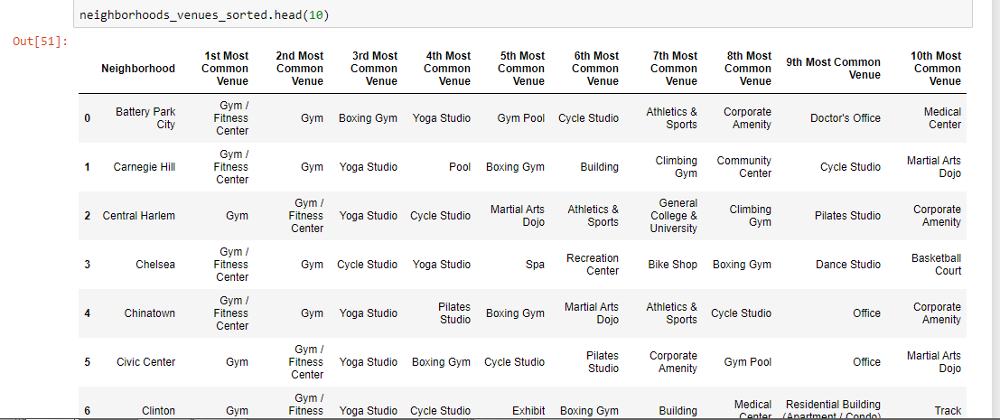 neighborhoods_venues_sorted.head(10)
Out[51]:
Neighborhood 1st Most Common Venue 2nd Most Common Venue 3rd Most Common Venue 4th Most Common Venue 5th Most Common Venue 6th Most Common Venue 7th Most Common Venue 8th Most Common Venue 9th Most Common Venue 10th Most Common Venue
0 Battery Park City Gym / Fitness Center Gym Boxing Gym Yoga Studio Gym Pool Cycle Studio Athletics & Sports Corporate Amenity Doctor's Office Medical Center
1 Carnegie Hill Gym / Fitness Center Gym Yoga Studio Pool Boxing Gym Building Climbing Gym Community Center Cycle Studio Martial Arts Dojo
2 Central Harlem Gym Gym / Fitness Center Yoga Studio Cycle Studio Martial Arts Dojo Athletics & Sports General College & University Climbing Gym Pilates Studio Corporate Amenity
3 Chelsea Gym / Fitness Center Gym Cycle Studio Yoga Studio Spa Recreation Center Bike Shop Boxing Gym Dance Studio Basketball Court
4 Chinatown Gym / Fitness Center Gym Yoga Studio Pilates Studio Boxing Gym Martial Arts Dojo Athletics & Sports Cycle Studio Office Corporate Amenity
5 Civic Center Gym Gym / Fitness Center Yoga Studio Boxing Gym Cycle Studio Pilates Studio Corporate Amenity Gym Pool Office Martial Arts Dojo
6 Clinton Gym Gym / Fitness Yoga Studio Cycle Studio Exhibit Boxing Gym Building Medical Center Residential Building (Apartment / Condo) Track